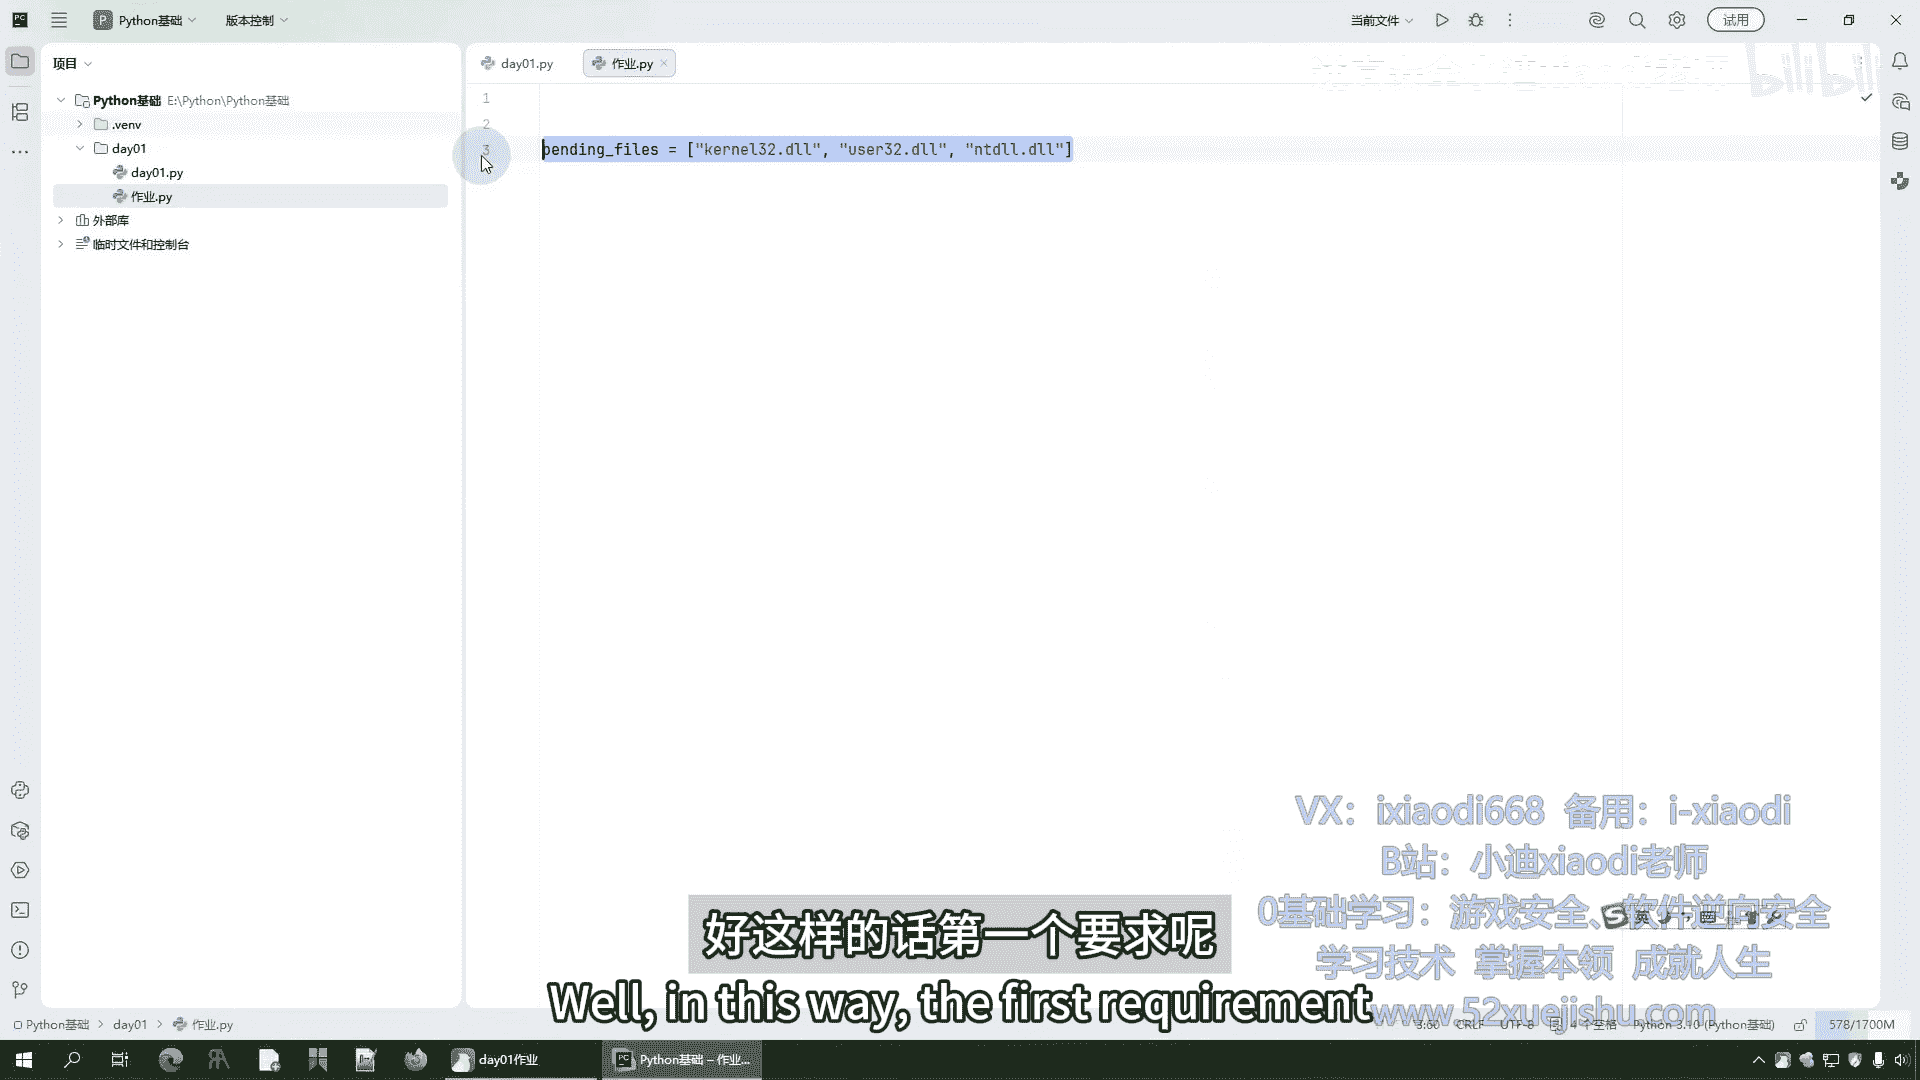 PC
P Python基础
版本控制
当前文件
试用
项目
day01.py
作业.py
bilibili
Python基础 E:\Python\Python基础
.venv
day01
day01.py
作业.py
外部库
临时文件和控制台
1
2
3
pending_files = ["kernel32.dll", "user32.dll", "ntdll.dll"]
VX：ixiaodi668 备用：i-xiaodi
B站：小迪xiaodi老师
0基础学习：游戏安全、软件逆向安全
学习技术 掌握本领 成就人生
www.52xuejishu.com
好这样的话第一个要求呢
Well, in this way, the first requirement
Python基础 > day01 > 作业.py
3:60 CRLF UTF-8 4 个空格 Python 3.10 (Python基础) 578/1700M
day01作业
Python基础 – 作业...